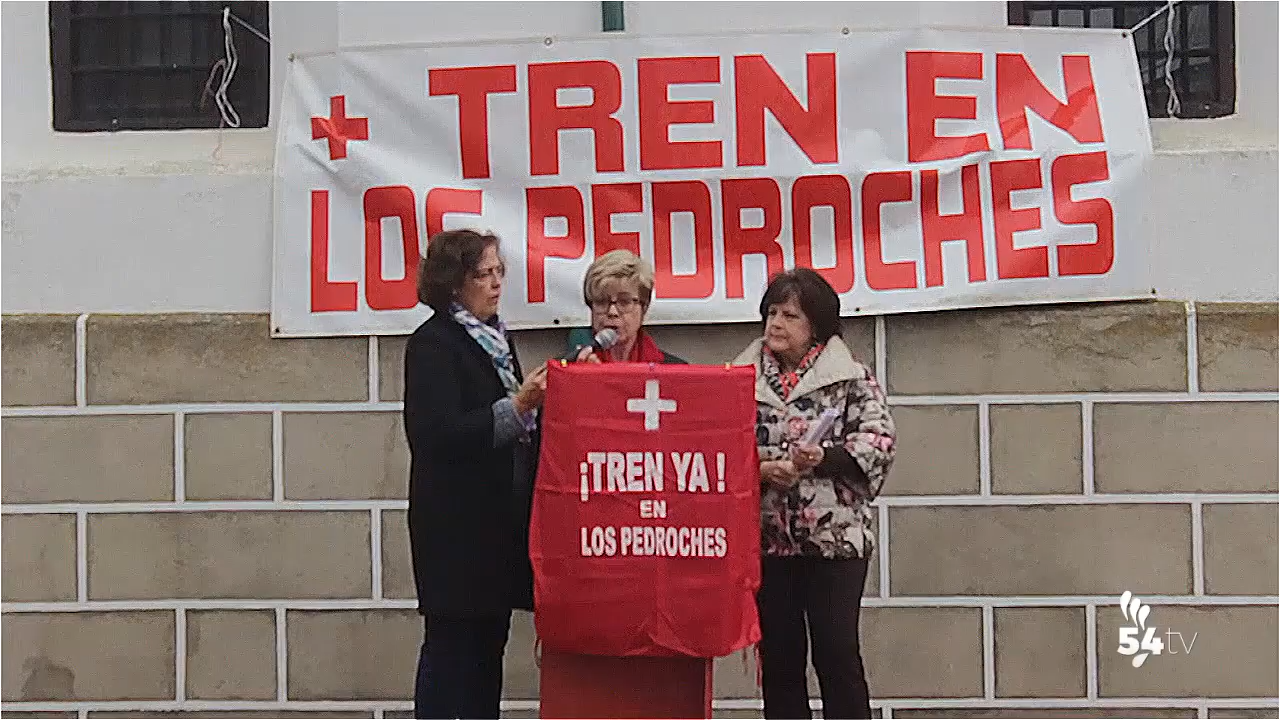 + TREN EN
LOS PEDROCHES
¡TREN YA!
EN
LOS PEDROCHES
54tv